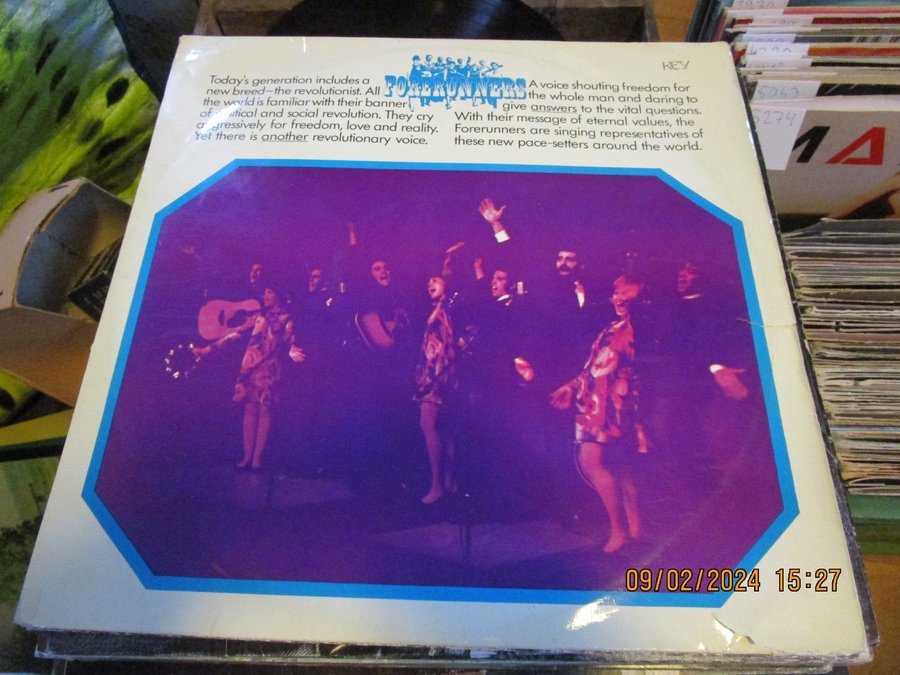 Today's generation includes a
new breed—the revolutionist. All
the world is familiar with their banner
of political and social revolution. They cry
aggressively for freedom, love and reality.
Yet there is another revolutionary voice.
FORERUNNERS
A voice shouting freedom for
the whole man and daring to
give answers to the vital questions.
With their message of eternal values, the
Forerunners are singing representatives of
these new pace-setters around the world.
KEY
MA
09/02/2024 15:27